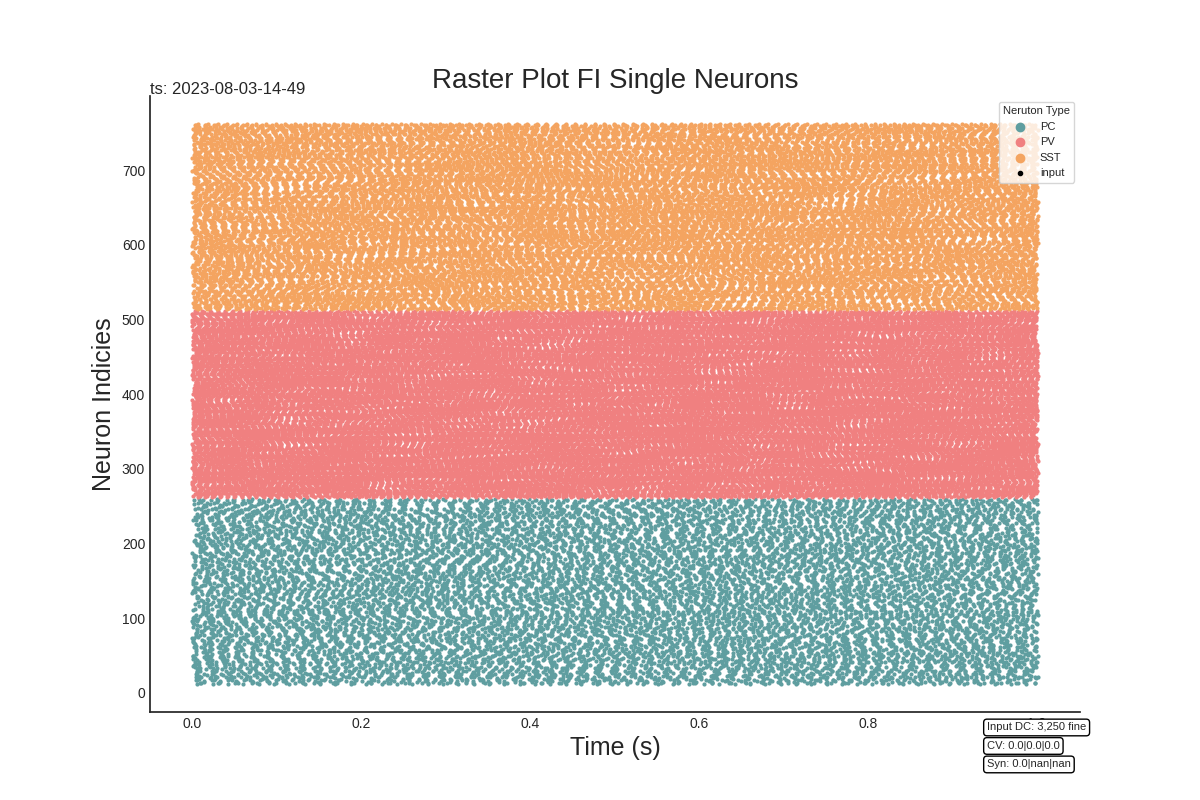 Raster Plot FI Single Neurons
ts: 2023-08-03-14-49
Neruton Type
PC
PV
SST
input
Neuron Indicies
700
600
500
400
300
200
100
0
0.0 0.2 0.4 0.6 0.8
Time (s)
Input DC: 3,250 fine
CV: 0.0|0.0|0.0
Syn: 0.0|nan|nan